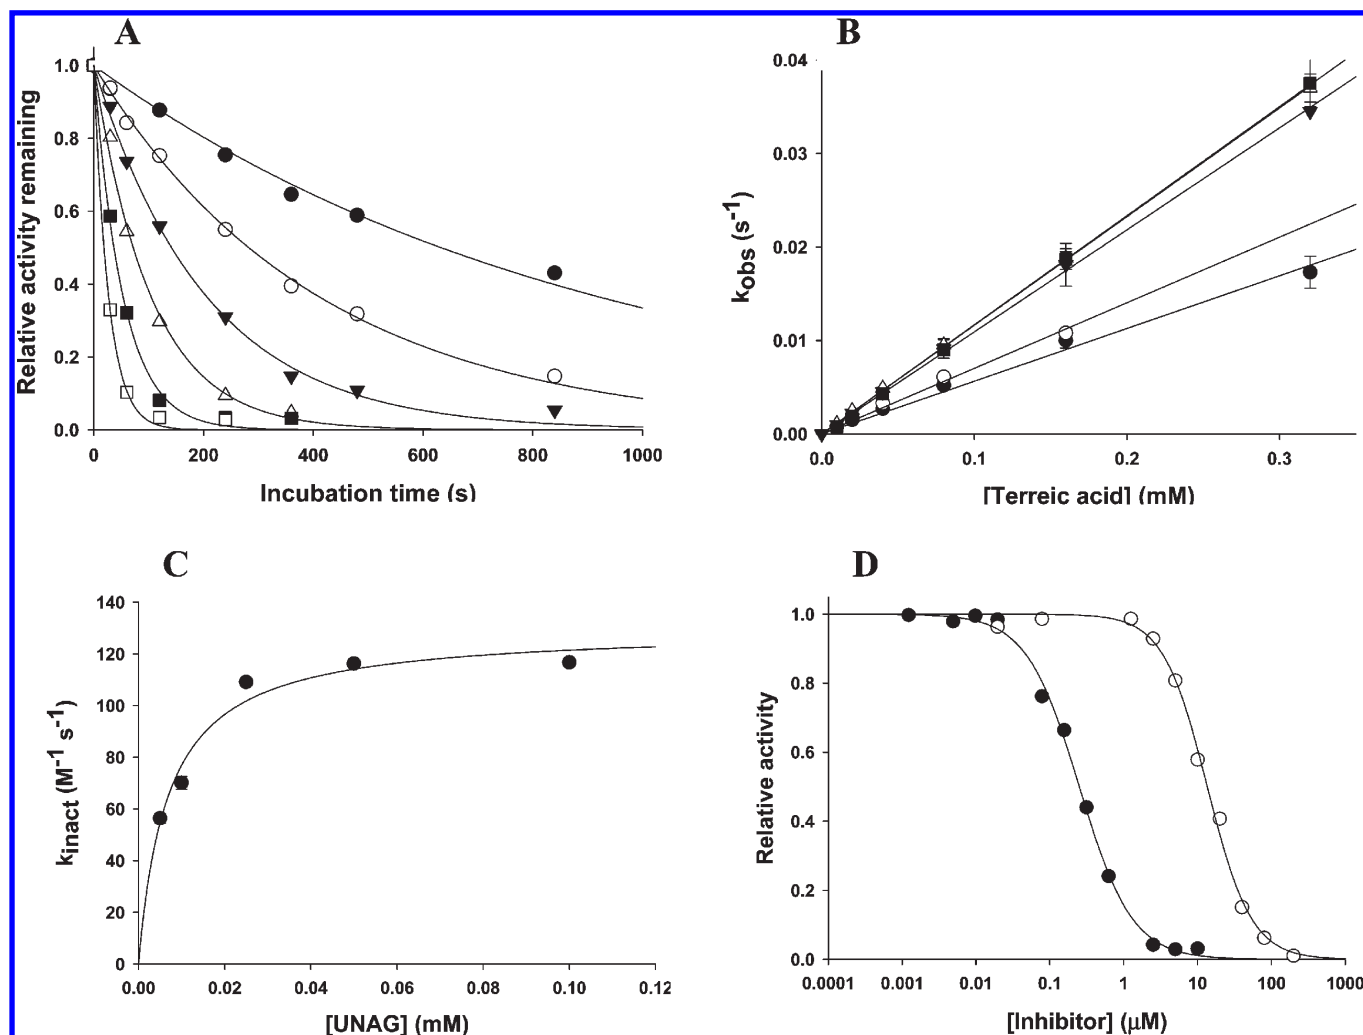 A
Relative activity remaining
1.0
0.8
0.6
0.4
0.2
0.0
0 200 400 600 800 1000
Incubation time (s)
B
kobs (s-1)
0.04
0.03
0.02
0.01
0.00
0.0 0.1 0.2 0.3
[Terreic acid] (mM)
C
kinact (M-1 s-1)
140
120
100
80
60
40
20
0
0.00 0.02 0.04 0.06 0.08 0.10 0.12
[UNAG] (mM)
D
Relative activity
1.0
0.8
0.6
0.4
0.2
0.0
0.0001 0.001 0.01 0.1 1 10 100 1000
[Inhibitor] (μM)